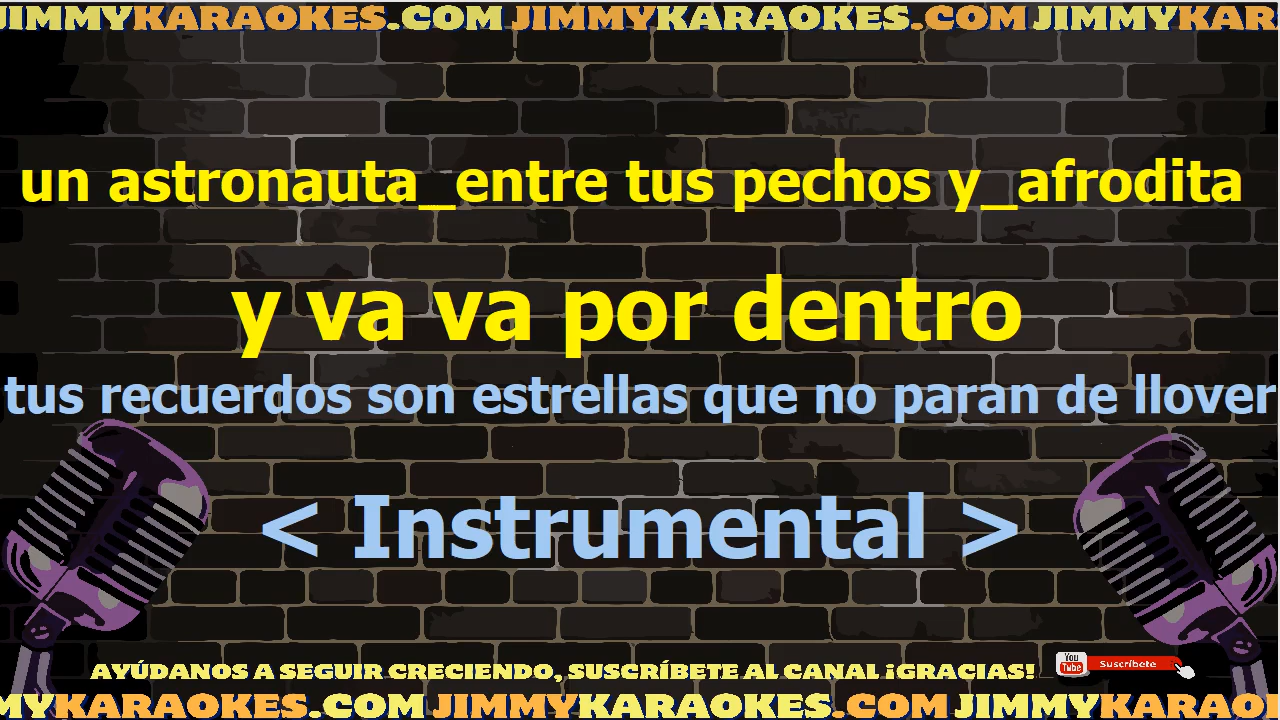 JIMMYKARAOKES.COM JIMMYKARAOKES.COM JIMMYKAR
un astronauta_entre tus pechos y_afrodita
y va va por dentro
tus recuerdos son estrellas que no paran de llover
< Instrumental >
AYÚDANOS A SEGUIR CRECIENDO, SUSCRÍBETE AL CANAL ¡GRACIAS!
You Tube Suscríbete
MYKARAOKES.COM JIMMYKARAOKES.COM JIMMYKARAOK